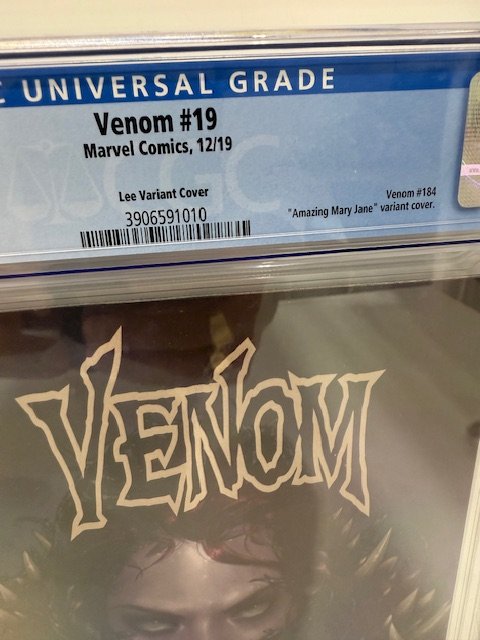 UNIVERSAL GRADE
Venom #19
Marvel Comics, 12/19
Lee Variant Cover
3906591010
Venom #184
"Amazing Mary Jane" variant cover.
CGC
VENOM